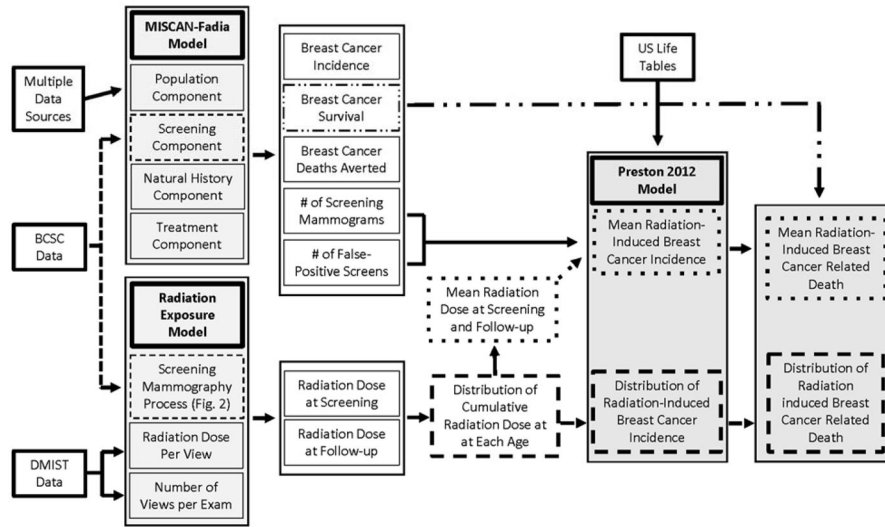 MISCAN-Fadia
Model
Population
Component
Screening
Component
Natural History
Component
Treatment
Component
Multiple
Data
Sources
BCSC
Data
DMIST
Data
Radiation
Exposure
Model
Screening
Mammography
Process (Fig. 2)
Radiation Dose
Per View
Number of
Views per Exam
Breast Cancer
Incidence
Breast Cancer
Survival
Breast Cancer
Deaths Averted
# of Screening
Mammograms
# of False-
Positive Screens
Radiation Dose
at Screening
Radiation Dose
at Follow-up
Mean Radiation
Dose at Screening
and Follow-up
Distribution of
Cumulative
Radiation Dose at
at Each Age
US Life
Tables
Preston 2012
Model
Mean Radiation-
Induced Breast
Cancer Incidence
Distribution of
Radiation-Induced
Breast Cancer
Incidence
Mean Radiation-
Induced Breast
Cancer Related
Death
Distribution of
Radiation
induced Breast
Cancer Related
Death